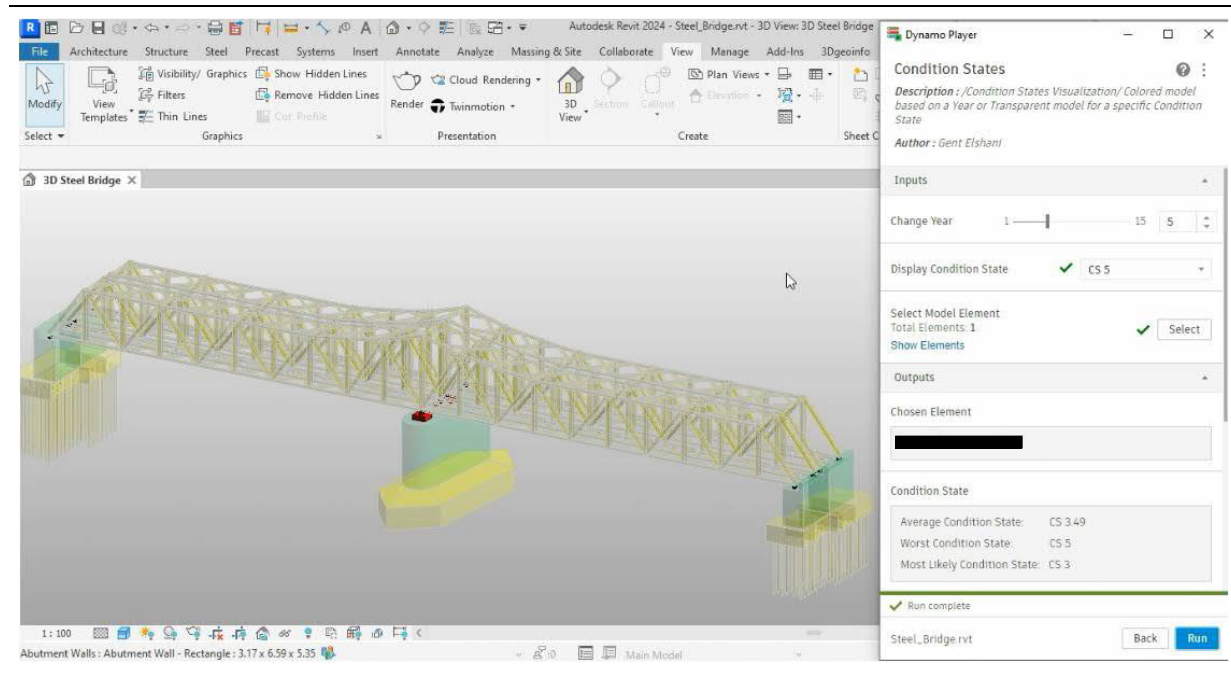 Autodesk Revit 2024 - Steel_Bridge.rvt - 3D View: 3D Steel Bridge
File Architecture Structure Steel Precast Systems Insert Annotate Analyze Massing & Site Collaborate View Manage Add-Ins 3Dgeoinfo
Modify
View
Templates
Visibility/ Graphics
Filters
Thin Lines
Show Hidden Lines
Remove Hidden Lines
Cut Profile
Render
Cloud Rendering
Twinmotion
3D
View
Section
Callout
Plan Views
Elevation
Select
Graphics
Presentation
Create
Sheet C
3D Steel Bridge
1 : 100
Abutment Walls : Abutment Wall - Rectangle : 3.17 x 6.59 x 5.35
:0
Main Model
Dynamo Player
Condition States
Description : /Condition States Visualization/ Colored model
based on a Year or Transparent model for a specific Condition
State
Author : Gent Elshani
Inputs
Change Year 1 15 5
Display Condition State CS 5
Select Model Element
Total Elements: 1
Show Elements
Select
Outputs
Chosen Element
Condition State
Average Condition State: CS 3.49
Worst Condition State: CS 5
Most Likely Condition State: CS 3
Run complete
Steel_Bridge.rvt
Back
Run